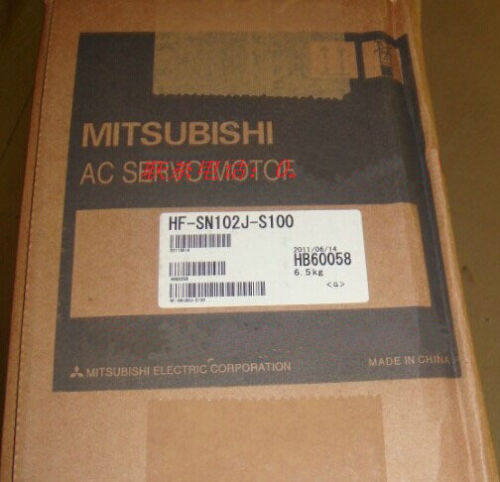 MITSUBISHI
AC SERVO MOTOR
HF-SN102J-S100
2011/06/14
HB60058
6.5kg
<G>
MITSUBISHI ELECTRIC CORPORATION
MADE IN CHINA